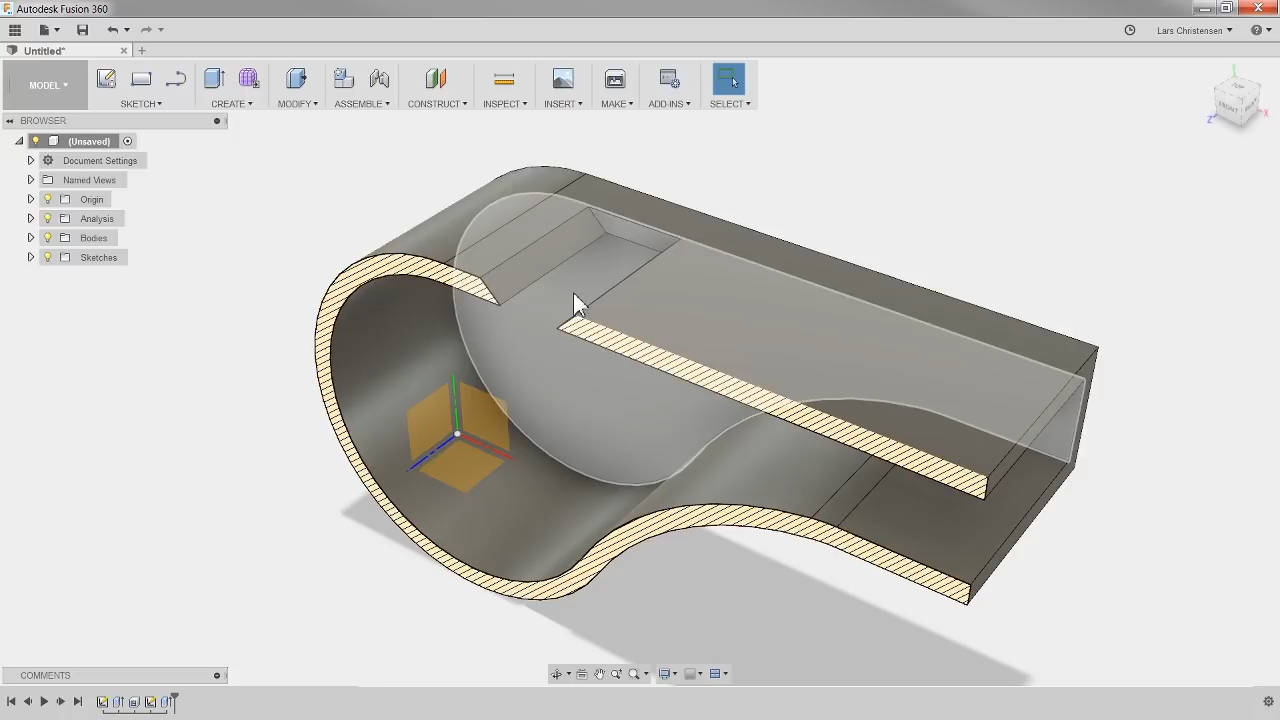 Autodesk Fusion 360
Lars Christensen
Untitled*
MODEL
SKETCH
CREATE
MODIFY
ASSEMBLE
CONSTRUCT
INSPECT
INSERT
MAKE
ADD-INS
SELECT
BROWSER
(Unsaved)
Document Settings
Named Views
Origin
Analysis
Bodies
Sketches
TOP
FRONT
X
Y
Z
COMMENTS